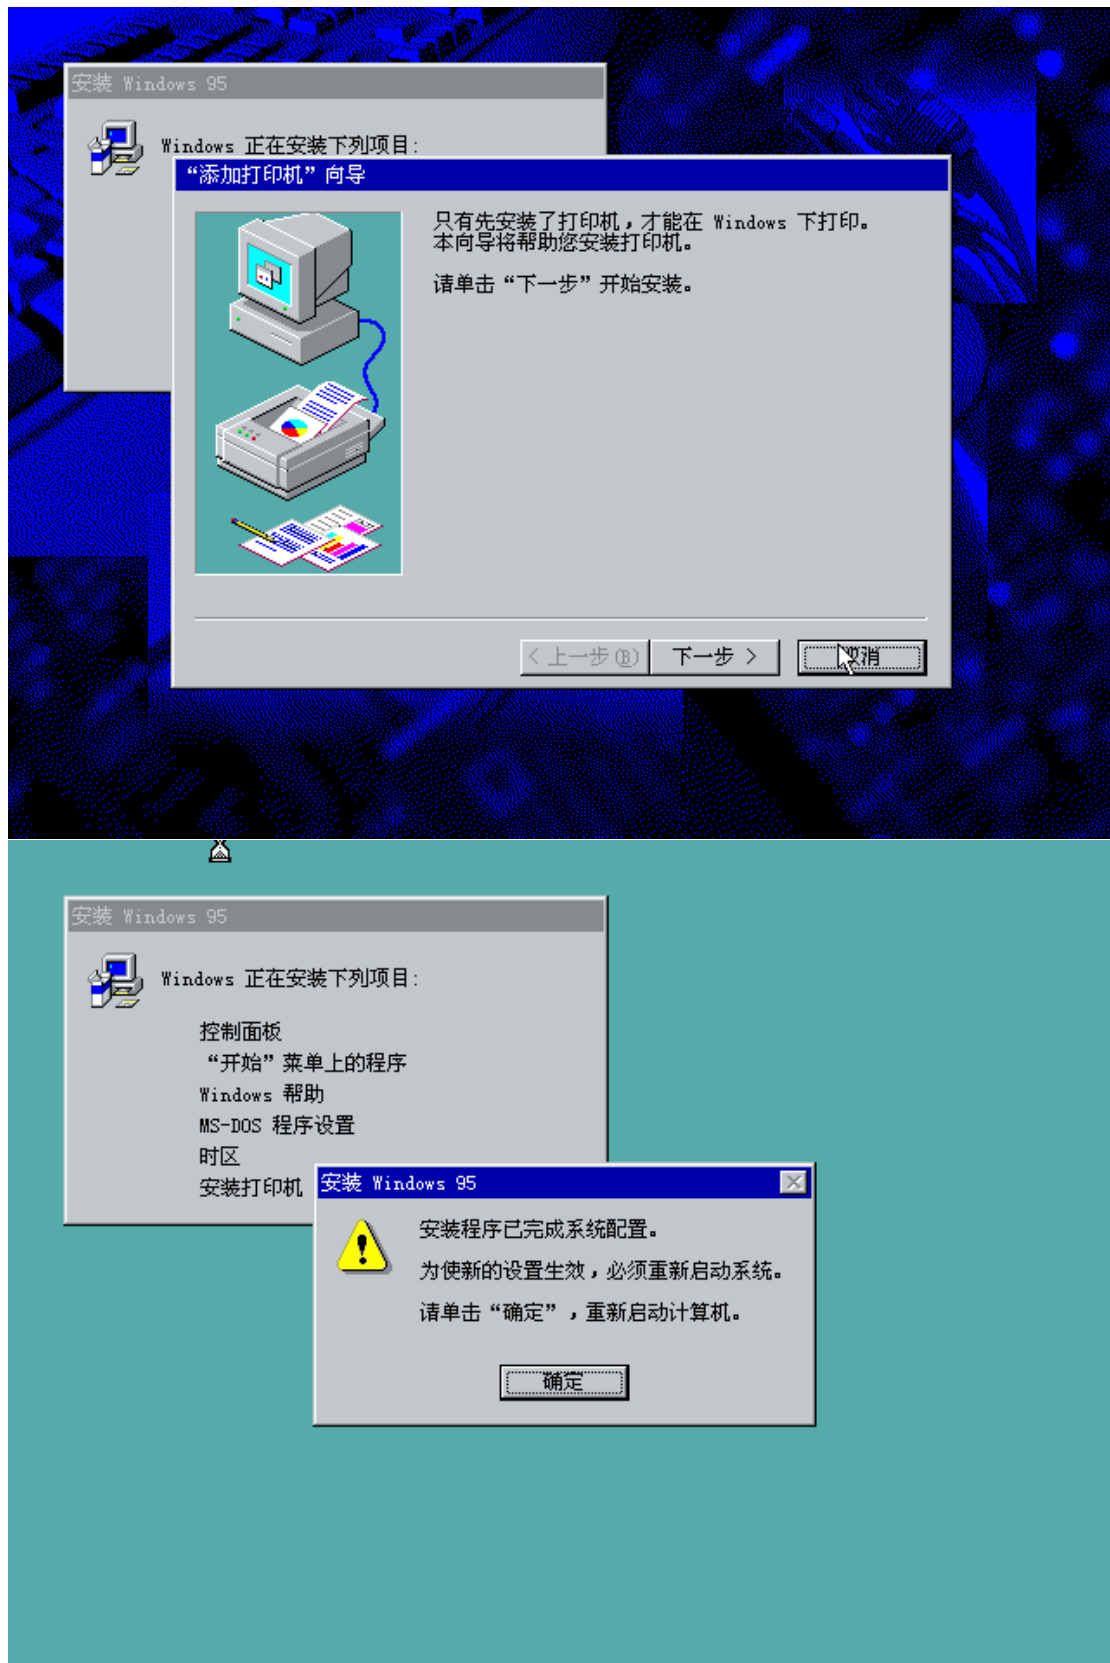 安装 Windows 95
Windows 正在安装下列项目:
“添加打印机”向导
只有先安装了打印机，才能在 Windows 下打印。
本向导将帮助您安装打印机。
请单击“下一步”开始安装。
< 上一步(B)
下一步 >
取消
安装 Windows 95
Windows 正在安装下列项目:
控制面板
“开始”菜单上的程序
Windows 帮助
MS-DOS 程序设置
时区
安装打印机
安装 Windows 95
安装程序已完成系统配置。
为使新的设置生效，必须重新启动系统。
请单击“确定”，重新启动计算机。
确定